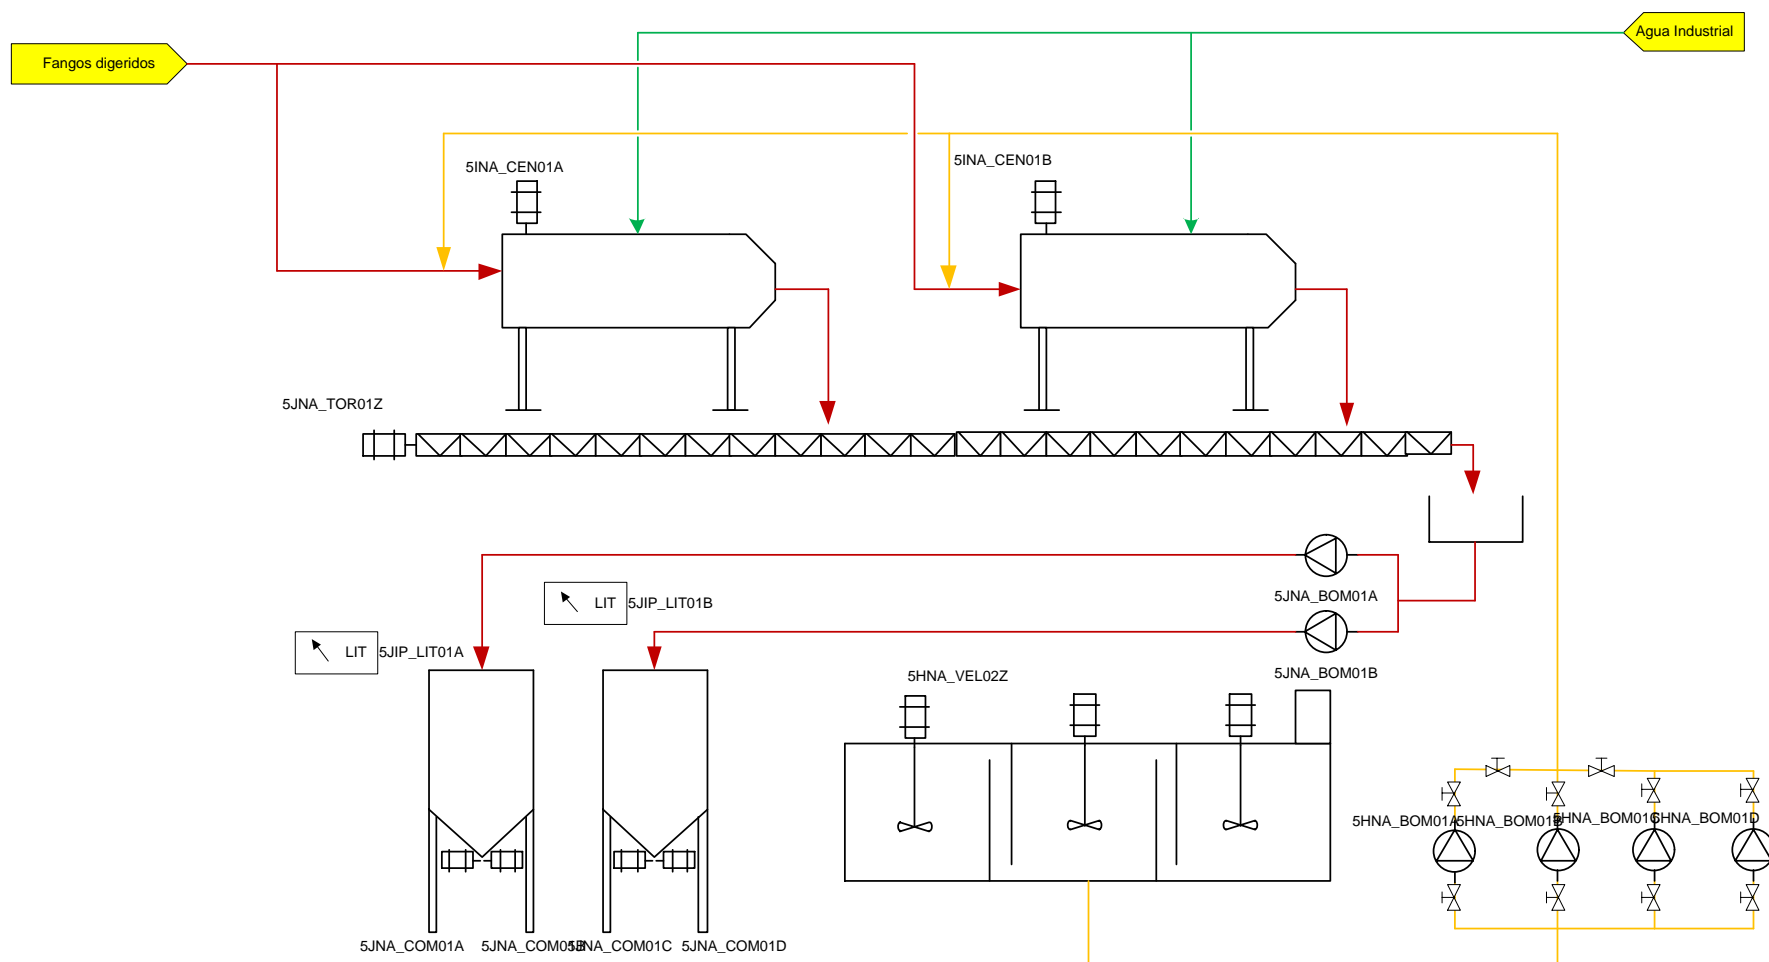 Agua Industrial
Fangos digeridos
5INA_CEN01A
5INA_CEN01B
5JNA_TOR01Z
5JNA_BOM01A
LIT
5JIP_LIT01B
LIT
5JIP_LIT01A
5JNA_BOM01B
5HNA_VEL02Z
5HNA_BOM01A
5HNA_BOM01B
5HNA_BOM01C
5HNA_BOM01D
5JNA_COM01A
5JNA_COM01B
5JNA_COM01C
5JNA_COM01D